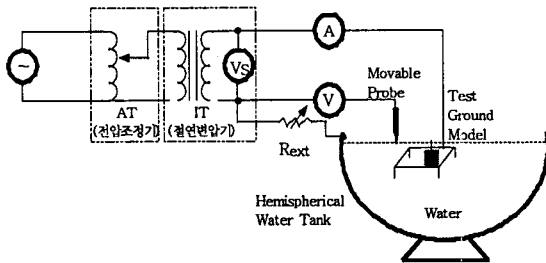 ~
A
VS
V
AT
(전압조정기)
IT
(절연변압기)
Rext
Movable
Probe
Test
Ground
Model
Hemispherical
Water Tank
Water